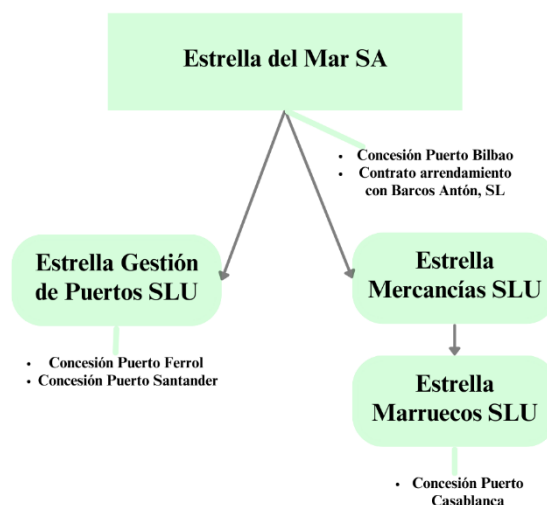 Estrella del Mar SA
• Concesión Puerto Bilbao
• Contrato arrendamiento
con Barcos Antón, SL
Estrella Gestión
de Puertos SLU
• Concesión Puerto Ferrol
• Concesión Puerto Santander
Estrella
Mercancías SLU
Estrella
Marruecos SLU
• Concesión Puerto
Casablanca